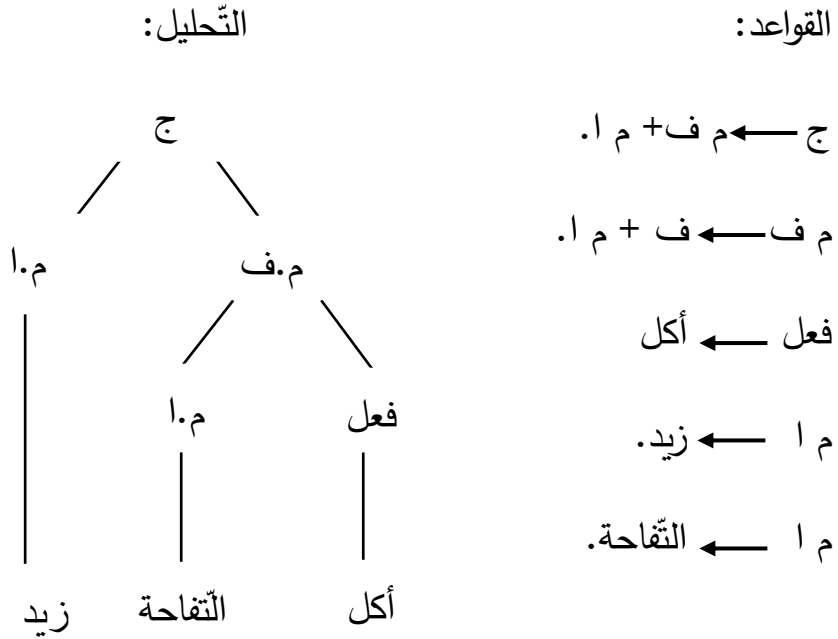 القواعد: التّحليل:
ج ← م ف+ م ا.
م ف ← ف + م ا.
فعل ← أكل
م ا ← زيد.
م ا ← التّفاحة.
ج
م.ف م.ا
فعل م.ا
أكل التّفاحة زيد